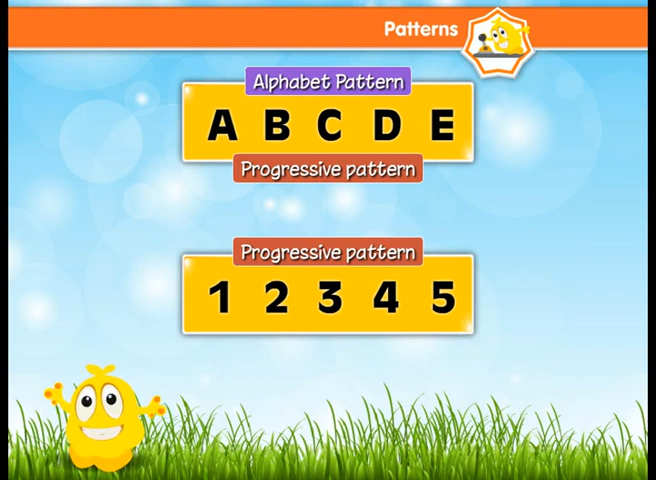 Patterns
Alphabet Pattern
A B C D E
Progressive pattern
Progressive pattern
1 2 3 4 5